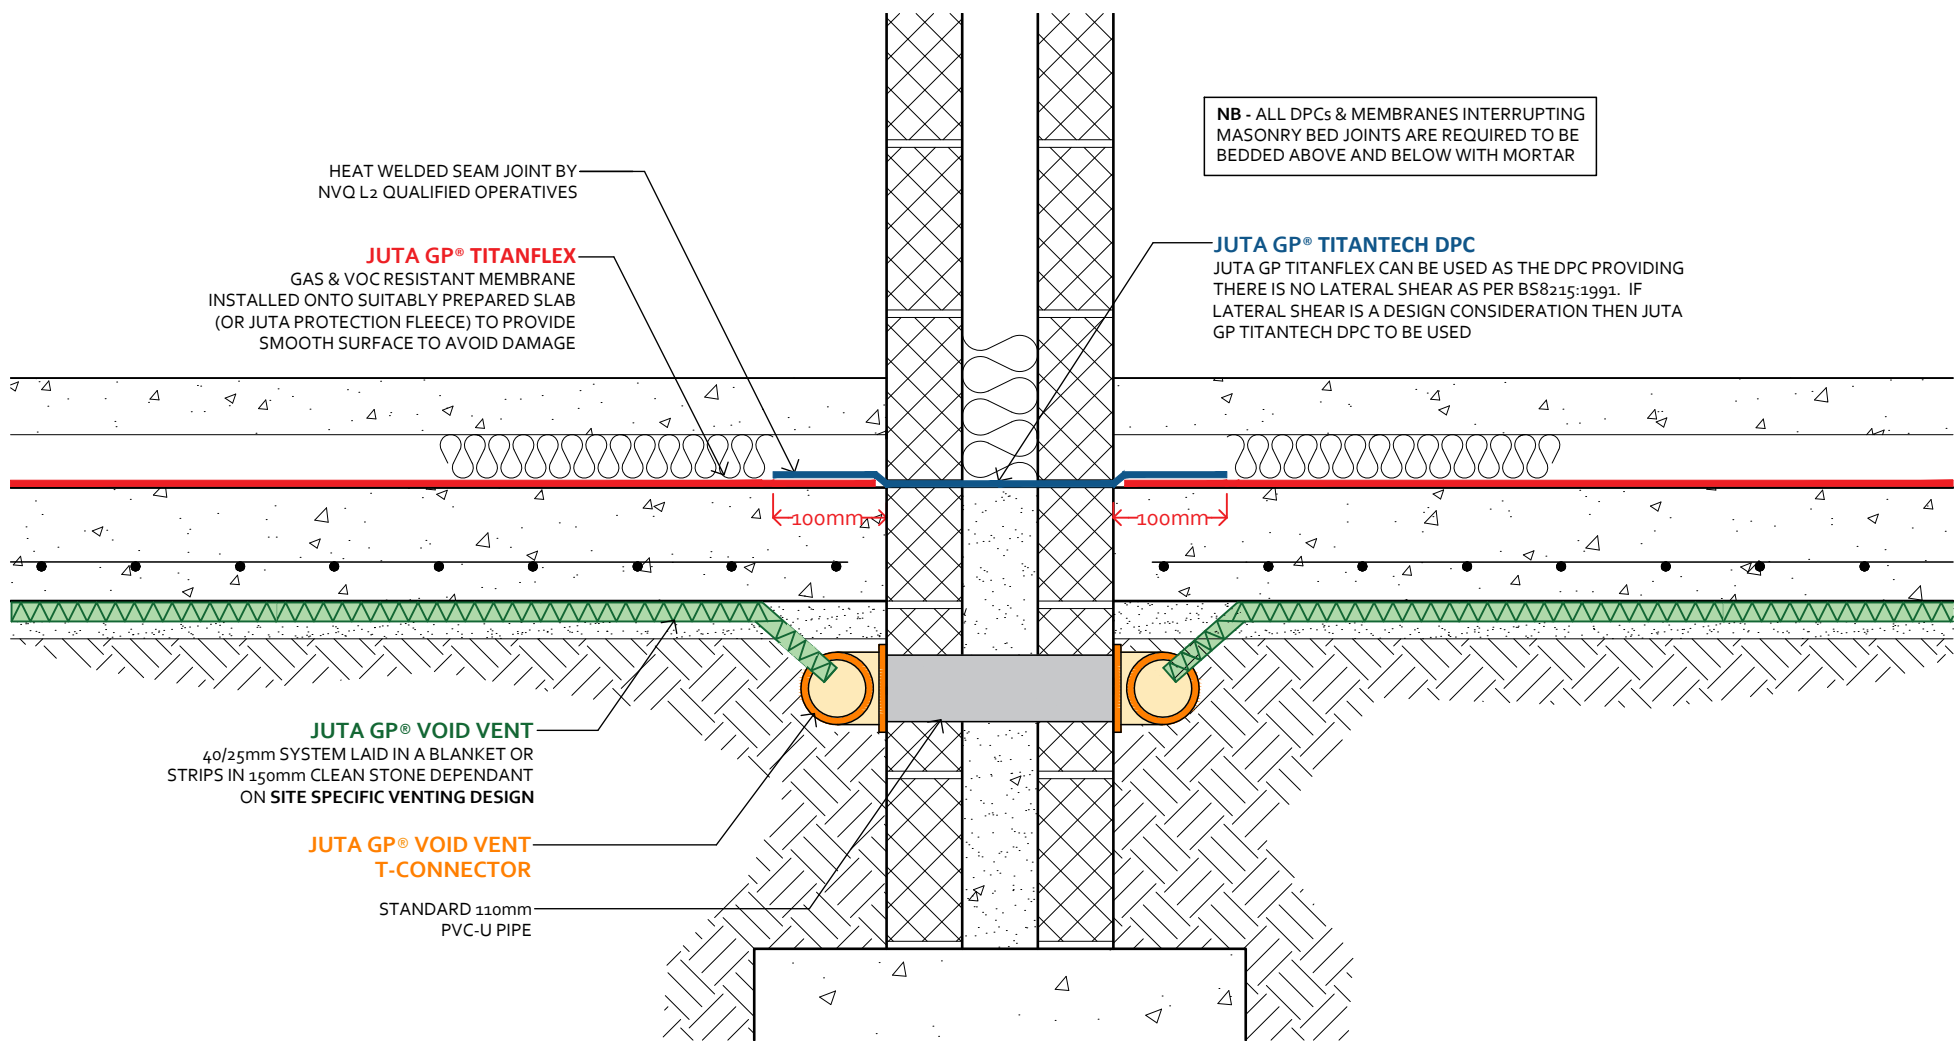 HEAT WELDED SEAM JOINT BY
NVQ L2 QUALIFIED OPERATIVES
JUTA GP® TITANFLEX
GAS & VOC RESISTANT MEMBRANE
INSTALLED ONTO SUITABLY PREPARED SLAB
(OR JUTA PROTECTION FLEECE) TO PROVIDE
SMOOTH SURFACE TO AVOID DAMAGE
NB - ALL DPCs & MEMBRANES INTERRUPTING
MASONRY BED JOINTS ARE REQUIRED TO BE
BEDDED ABOVE AND BELOW WITH MORTAR
JUTA GP® TITANTECH DPC
JUTA GP TITANFLEX CAN BE USED AS THE DPC PROVIDING
THERE IS NO LATERAL SHEAR AS PER BS8215:1991. IF
LATERAL SHEAR IS A DESIGN CONSIDERATION THEN JUTA
GP TITANTECH DPC TO BE USED
100mm
100mm
JUTA GP® VOID VENT
40/25mm SYSTEM LAID IN A BLANKET OR
STRIPS IN 150mm CLEAN STONE DEPENDANT
ON SITE SPECIFIC VENTING DESIGN
JUTA GP® VOID VENT
T-CONNECTOR
STANDARD 110mm
PVC-U PIPE